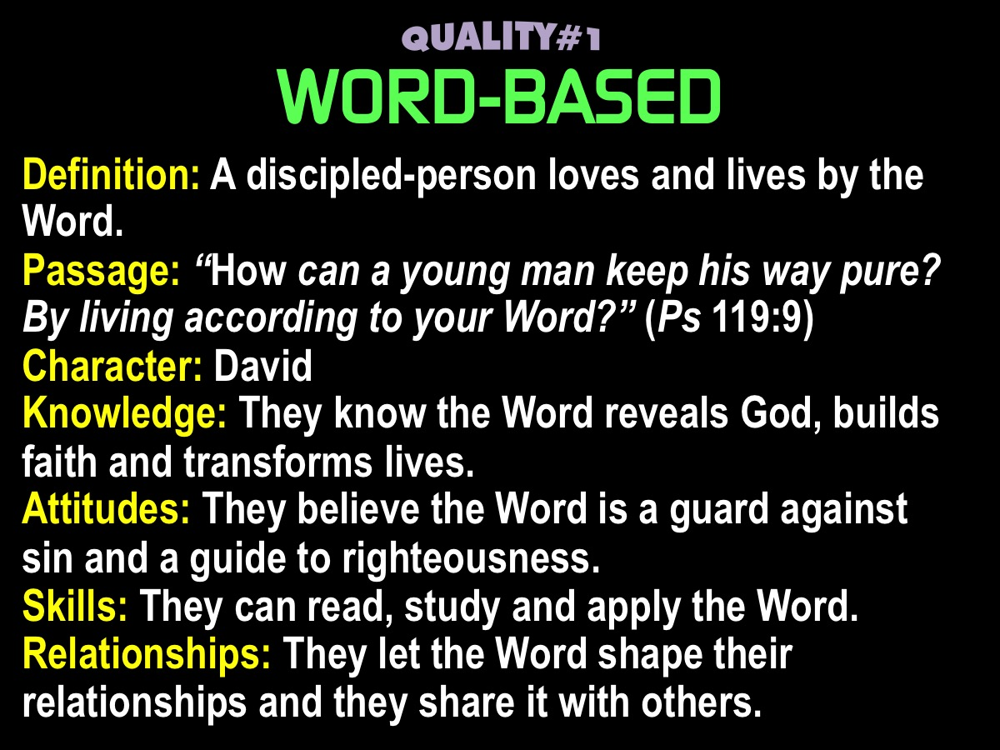 QUALITY#1
WORD-BASED
Definition: A discipled-person loves and lives by the
Word.
Passage: “How can a young man keep his way pure?
By living according to your Word?” (Ps 119:9)
Character: David
Knowledge: They know the Word reveals God, builds
faith and transforms lives.
Attitudes: They believe the Word is a guard against
sin and a guide to righteousness.
Skills: They can read, study and apply the Word.
Relationships: They let the Word shape their
relationships and they share it with others.